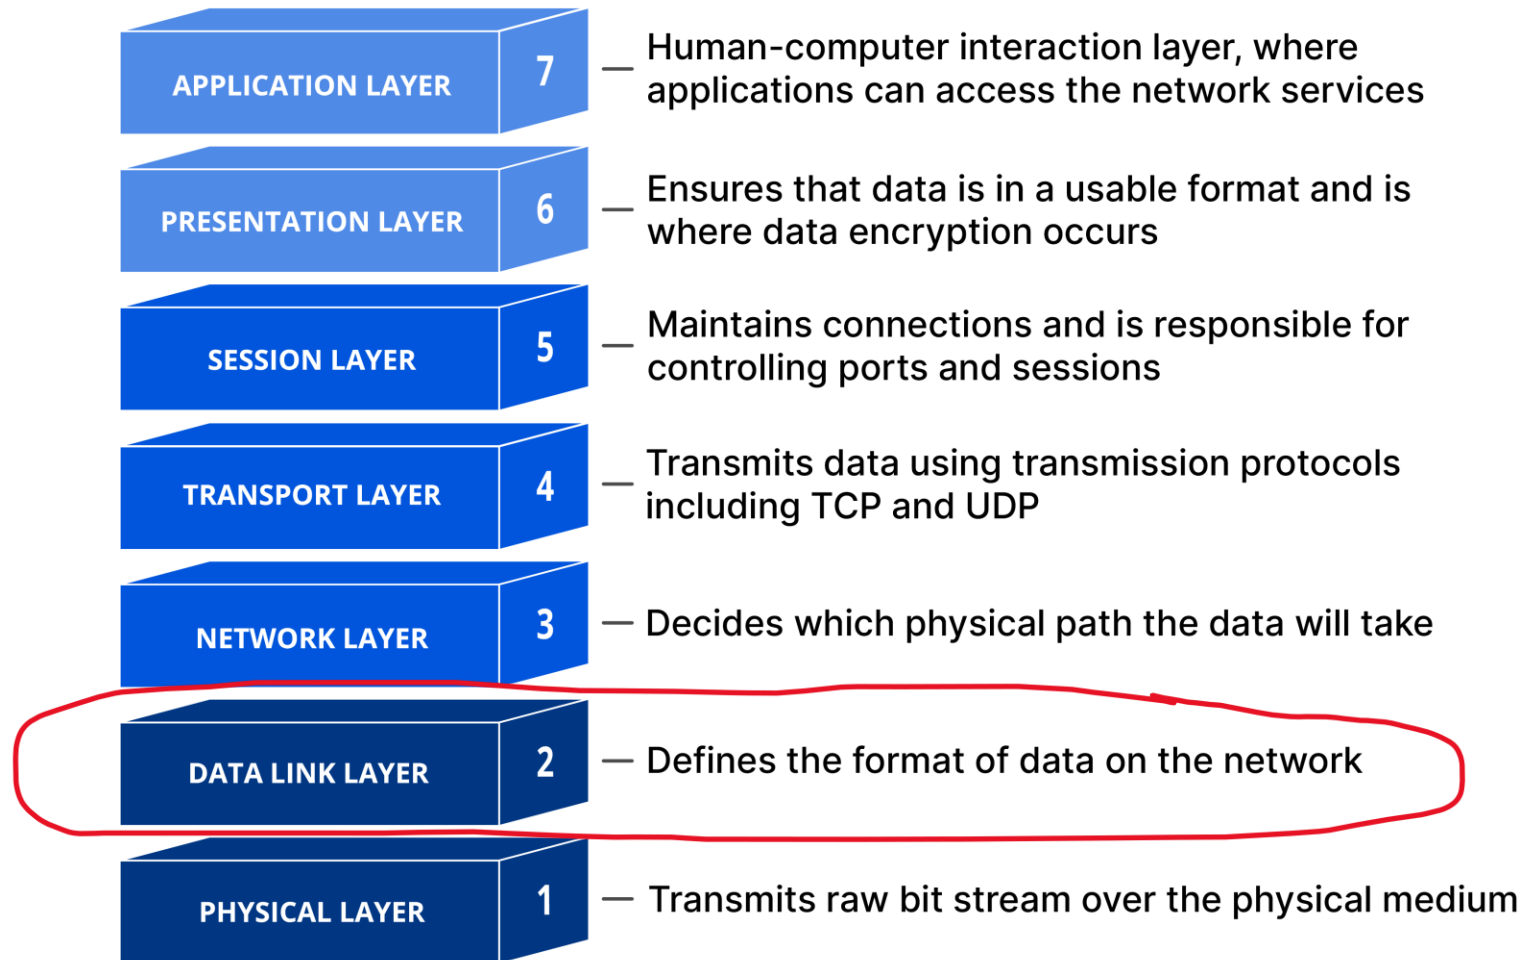 APPLICATION LAYER
7
Human-computer interaction layer, where
applications can access the network services
PRESENTATION LAYER
6
Ensures that data is in a usable format and is
where data encryption occurs
SESSION LAYER
5
Maintains connections and is responsible for
controlling ports and sessions
TRANSPORT LAYER
4
Transmits data using transmission protocols
including TCP and UDP
NETWORK LAYER
3
Decides which physical path the data will take
DATA LINK LAYER
2
Defines the format of data on the network
PHYSICAL LAYER
1
Transmits raw bit stream over the physical medium